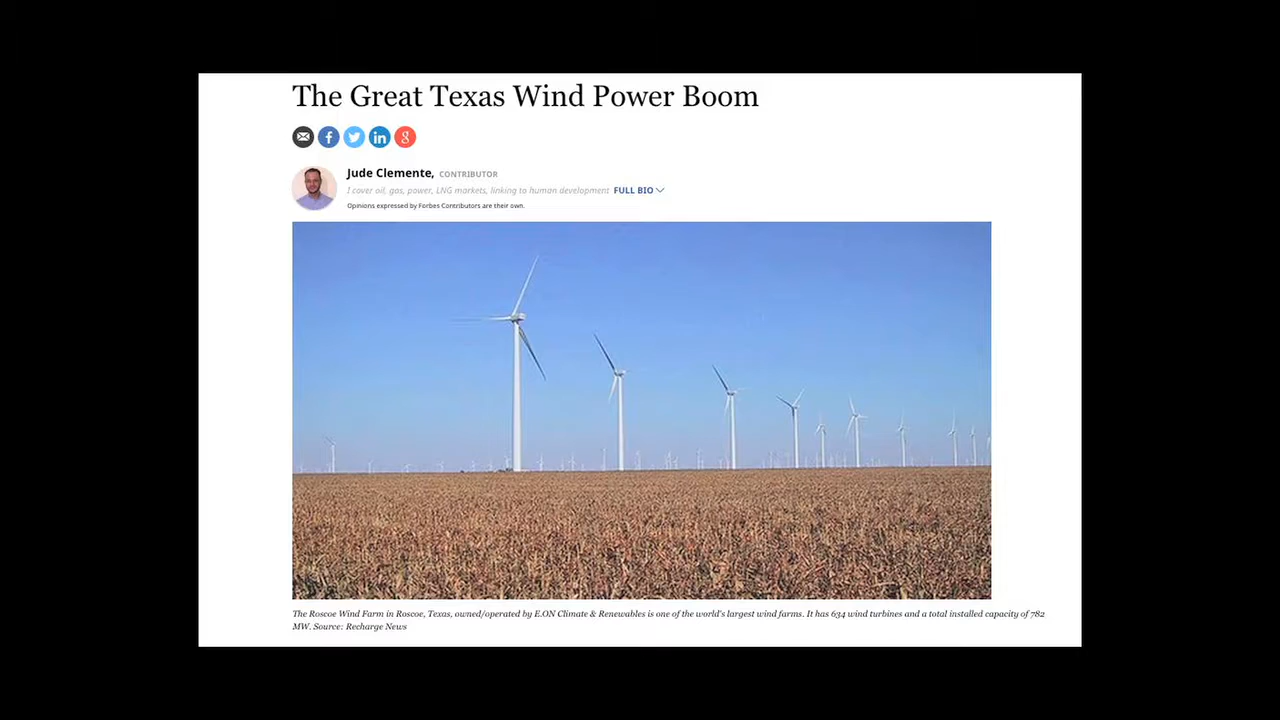 The Great Texas Wind Power Boom
Jude Clemente, CONTRIBUTOR
I cover oil, gas, power, LNG markets, linking to human development FULL BIO
Opinions expressed by Forbes Contributors are their own.
The Roscoe Wind Farm in Roscoe, Texas, owned/operated by E.ON Climate & Renewables is one of the world's largest wind farms. It has 634 wind turbines and a total installed capacity of 782
MW. Source: Recharge News